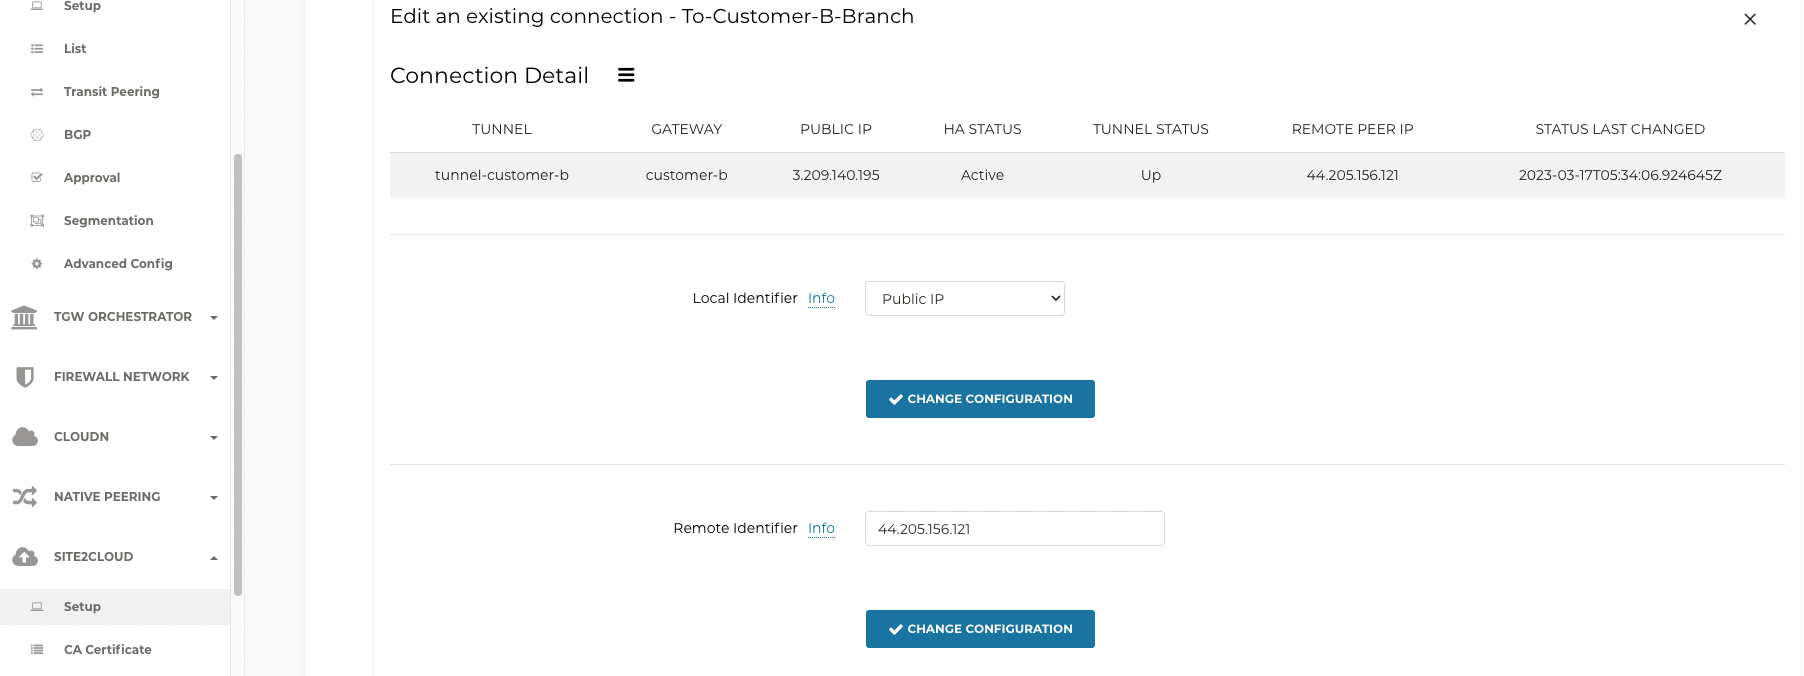 Setup
List
Transit Peering
BGP
Approval
Segmentation
Advanced Config
TGW ORCHESTRATOR
FIREWALL NETWORK
CLOUDN
NATIVE PEERING
SITE2CLOUD
Setup
CA Certificate
Edit an existing connection - To-Customer-B-Branch
Connection Detail
TUNNEL GATEWAY PUBLIC IP HA STATUS TUNNEL STATUS REMOTE PEER IP STATUS LAST CHANGED
tunnel-customer-b customer-b 3.209.140.195 Active Up 44.205.156.121 2023-03-17T05:34:06.924645Z
Local Identifier Info Public IP
CHANGE CONFIGURATION
Remote Identifier Info 44.205.156.121
CHANGE CONFIGURATION